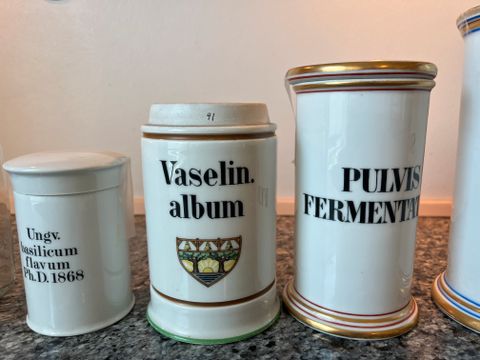 Ungv.
basilicum
flavum
Ph.D. 1868
91
Vaselin.
album
PULVIS
FERMENTA